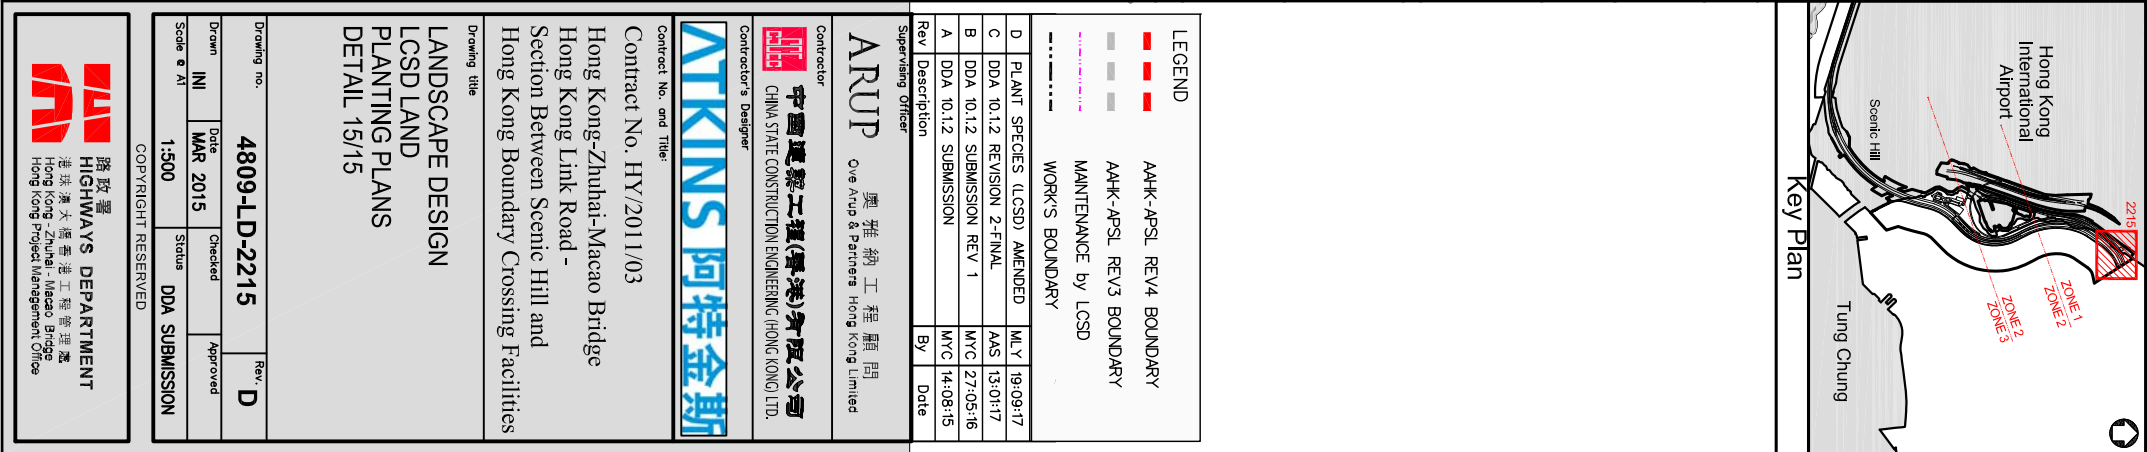 Key Plan
Hong Kong
International
Airport
Scenic Hill
Tung Chung
2215
ZONE 1
ZONE 2
ZONE 2
ZONE 3
LEGEND
AAHK-APSL REV4 BOUNDARY
AAHK-APSL REV3 BOUNDARY
MAINTENANCE by LCSD
WORK'S BOUNDARY
D PLANT SPECIES (LCSD) AMENDED MLY 19:09:17
C DDA 10.1.2 REVISION 2-FINAL AAS 13:01:17
B DDA 10.1.2 SUBMISSION REV 1 MYC 27:05:16
A DDA 10.1.2 SUBMISSION MYC 14:08:15
Rev Description By Date
Supervising Officer
ARUP
奧雅納工程顧問
Ove Arup & Partners Hong Kong Limited
Contractor
中國建築工程(香港)有限公司
CHINA STATE CONSTRUCTION ENGINEERING (HONG KONG) LTD.
Contractor's Designer
ATKINS 阿特金斯
Contract No. and Title:
Contract No. HY/2011/03
Hong Kong-Zhuhai-Macao Bridge
Hong Kong Link Road -
Section Between Scenic Hill and
Hong Kong Boundary Crossing Facilities
Drawing title
LANDSCAPE DESIGN
LCSD LAND
PLANTING PLANS
DETAIL 15/15
Drawing no. Rev.
4809-LD-2215 D
Drawn Date Checked Approved
INI MAR 2015
Scale @ A1 Status
1:500 DDA SUBMISSION
COPYRIGHT RESERVED
路政署
HIGHWAYS DEPARTMENT
港珠澳大橋香港工程管理處
Hong Kong - Zhuhai - Macao Bridge
Hong Kong Project Management Office